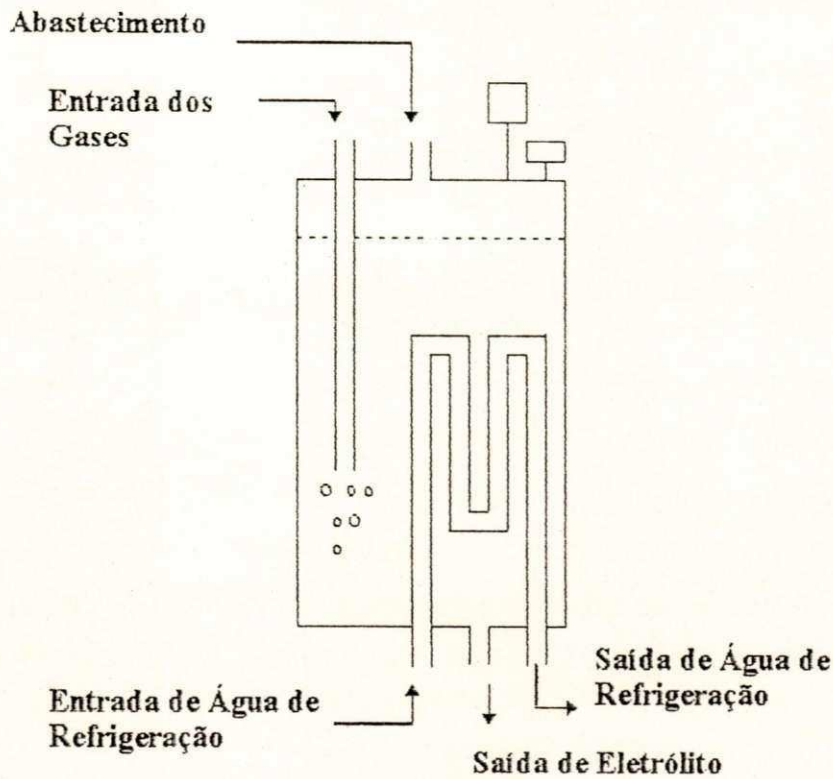 Abastecimento
Entrada dos
Gases
Entrada de Água de
Refrigeração
Saída de Água de
Refrigeração
Saída de Eletrólito